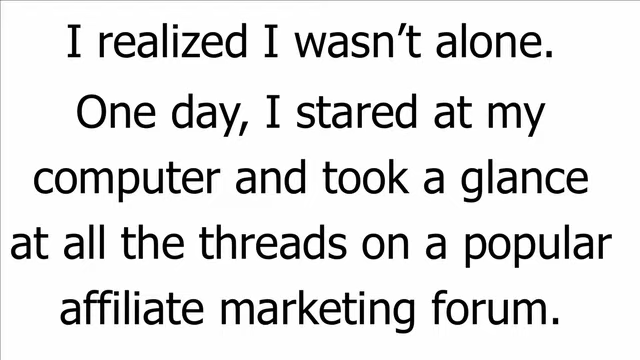 I realized I wasn’t alone.
One day, I stared at my
computer and took a glance
at all the threads on a popular
affiliate marketing forum.